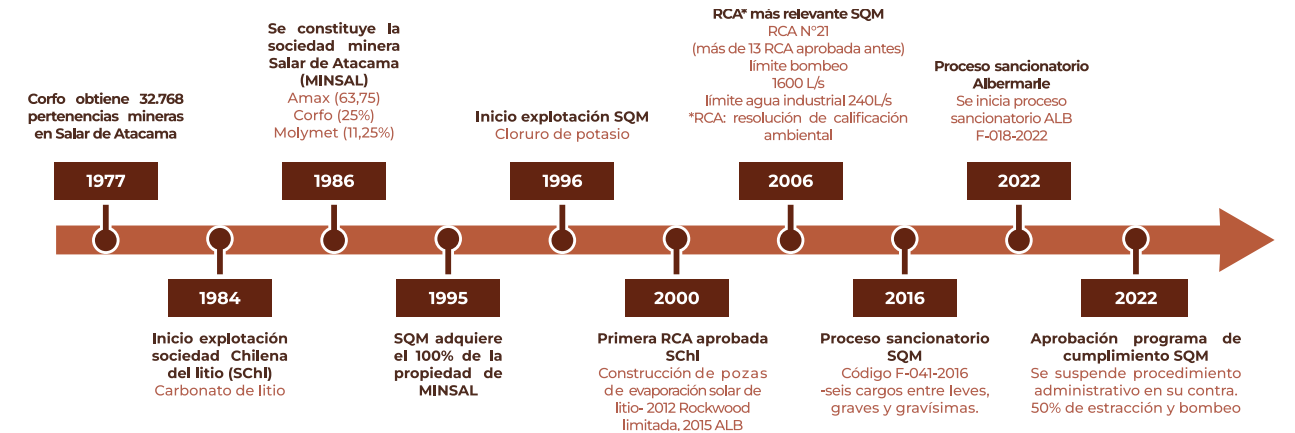 Corfo obtiene 32.768
pertenencias mineras
en Salar de Atacama
1977
1984
Inicio explotación
sociedad Chilena
del litio (SChl)
Carbonato de litio
Se constituye la
sociedad minera
Salar de Atacama
(MINSAL)
Amax (63,75)
Corfo (25%)
Molymet (11,25%)
1986
1995
SQM adquiere
el 100% de la
propiedad de
MINSAL
Inicio explotación SQM
Cloruro de potasio
1996
2000
Primera RCA aprobada
SChl
Construcción de pozas
de evaporación solar de
litio- 2012 Rockwood
limitada, 2015 ALB
RCA* más relevante SQM
RCA N°21
(más de 13 RCA aprobada antes)
límite bombeo
1600 L/s
límite agua industrial 240L/s
*RCA: resolución de calificación
ambiental
2006
2016
Proceso sancionatorio
SQM
Código F-041-2016
-seis cargos entre leves,
graves y gravísimas.
Proceso sancionatorio
Albermarle
Se inicia proceso
sancionatorio ALB
F-018-2022
2022
2022
Aprobación programa de
cumplimiento SQM
Se suspende procedimiento
administrativo en su contra.
50% de estracción y bombeo